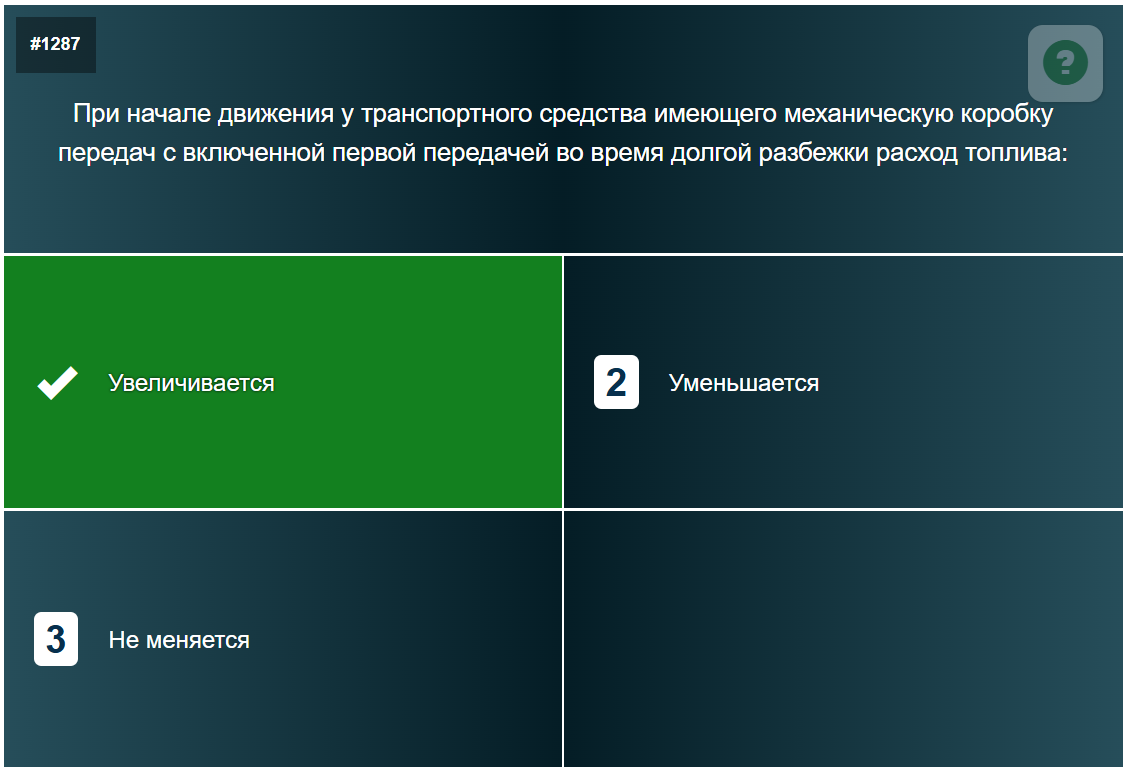 #1287
?
При начале движения у транспортного средства имеющего механическую коробку
передач с включенной первой передачей во время долгой разбежки расход топлива:
Увеличивается
2 Уменьшается
3 Не меняется